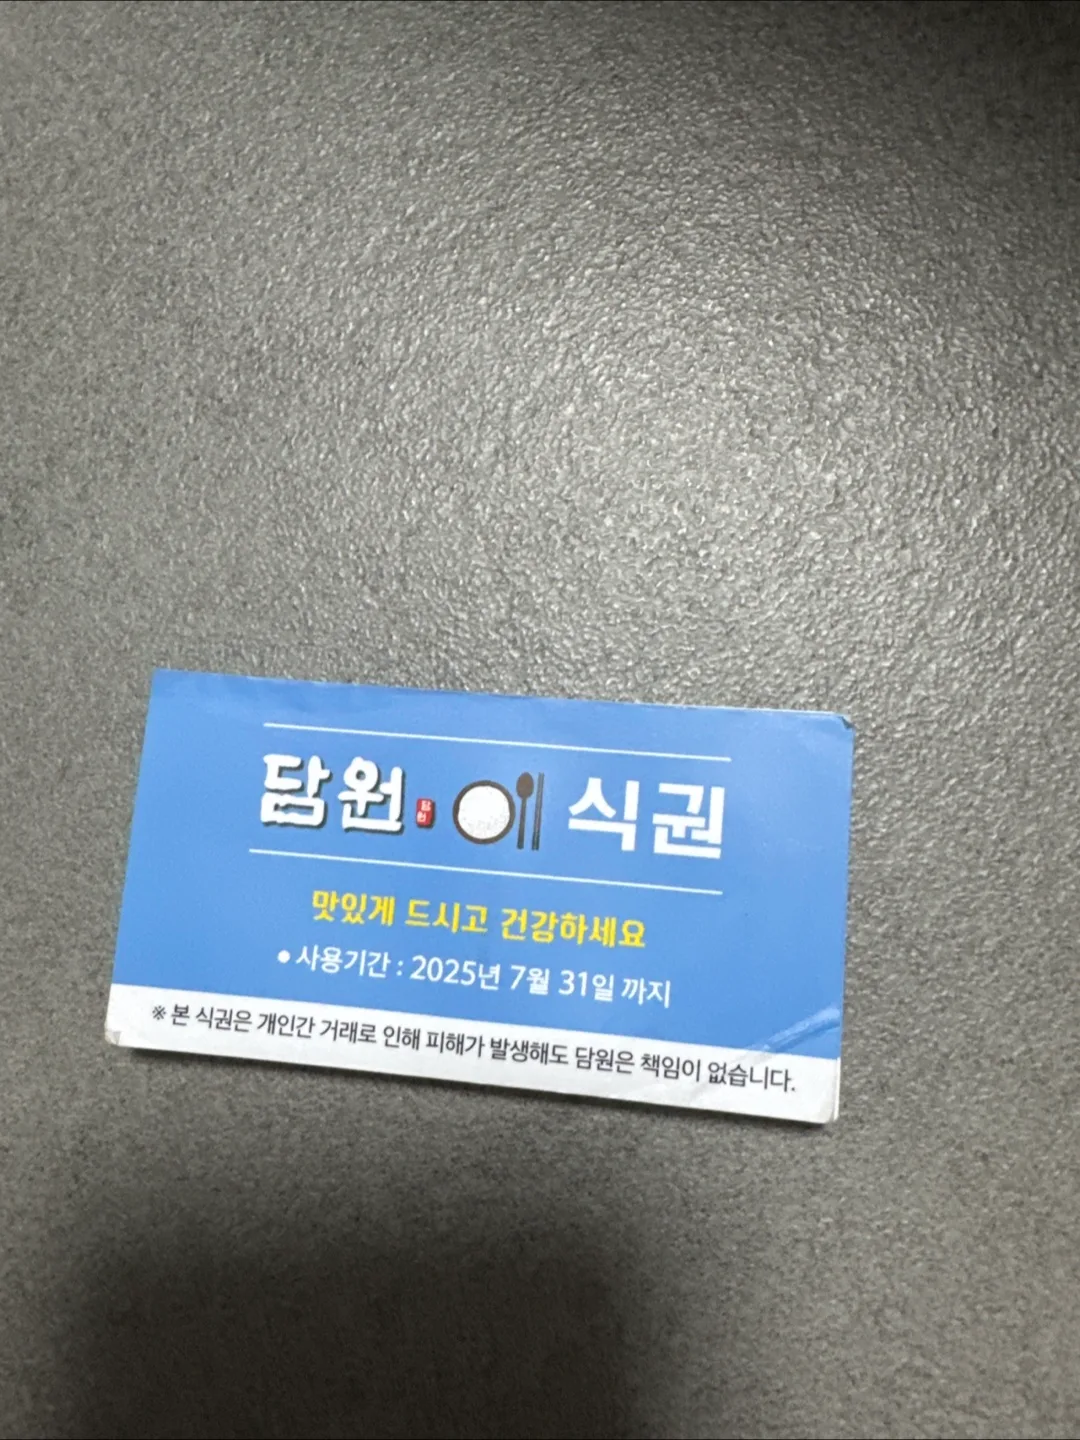 담원 담원 식권
맛있게 드시고 건강하세요
● 사용기간 : 2025년 7월 31일 까지
※ 본 식권은 개인간 거래로 인해 피해가 발생해도 담원은 책임이 없습니다.